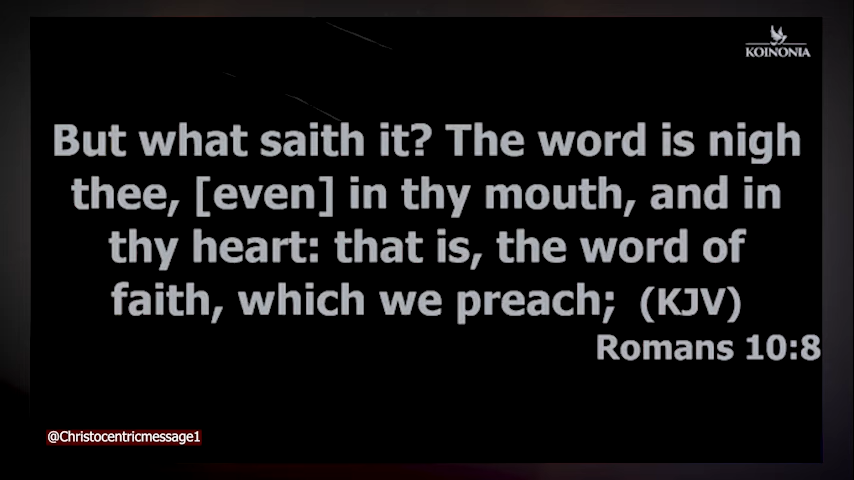 KOINONIA
But what saith it? The word is nigh
thee, [even] in thy mouth, and in
thy heart: that is, the word of
faith, which we preach; (KJV)
Romans 10:8
@Christocentricmessage1